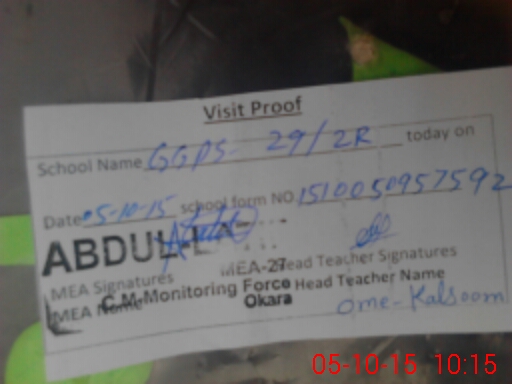 Visit Proof
School Name GGPS- 29/2R today on
Date 05-10-15 school form NO 1510050957592
ABDUL
MEA-27 Head Teacher Signatures
MEA Signatures
C.M-Monitoring Force Head Teacher Name
MEA Name
Okara
Ome-Kalsoom
05-10-15 10:15